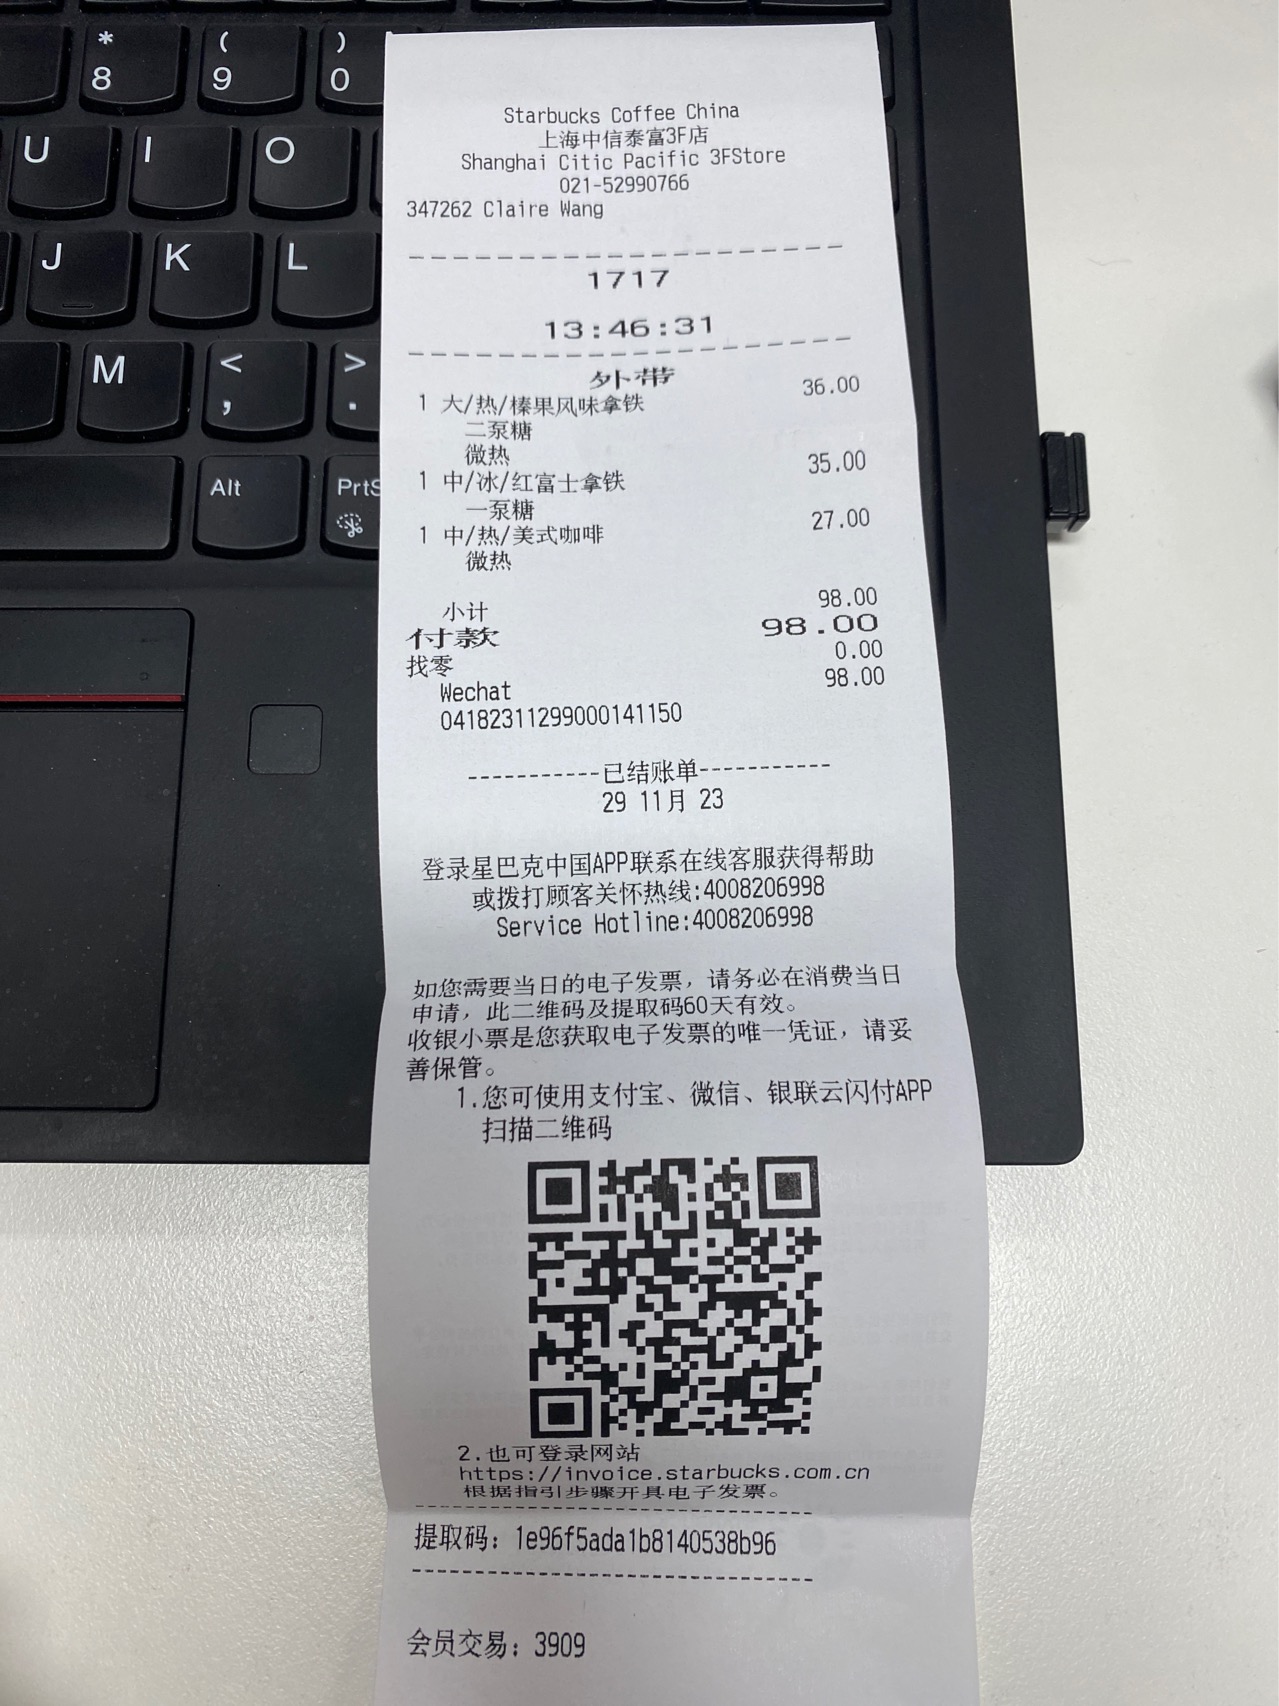 *
8
(
9
)
0
U
I
O
J
K
L
M
<
,
>
.
Alt
PrtS
Starbucks Coffee China
上海中信泰富3F店
Shanghai Citic Pacific 3FStore
021-52990766
347262 Claire Wang
1717
13:46:31
外带
1 大/热/榛果风味拿铁 36.00
二泵糖
微热
1 中/冰/红富士拿铁 35.00
一泵糖
1 中/热/美式咖啡 27.00
微热
小计 98.00
付款 98.00
找零 0.00
Wechat 98.00
04182311299000141150
-----------已结账单-----------
29 11月 23
登录星巴克中国APP联系在线客服获得帮助
或拨打顾客关怀热线:4008206998
Service Hotline:4008206998
如您需要当日的电子发票，请务必在消费当日
申请，此二维码及提取码60天有效。
收银小票是您获取电子发票的唯一凭证，请妥
善保管。
1.您可使用支付宝、微信、银联云闪付APP
扫描二维码
2.也可登录网站
https://invoice.starbucks.com.cn
根据指引步骤开具电子发票。
提取码：1e96f5ada1b8140538b96
会员交易：3909